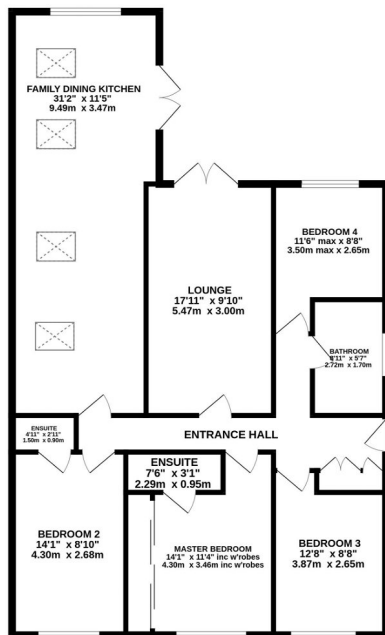 FAMILY DINING KITCHEN
31'2" x 11'5"
9.49m x 3.47m
BEDROOM 4
11'6" max x 8'8"
3.50m max x 2.65m
LOUNGE
17'11" x 9'10"
5.47m x 3.00m
BATHROOM
8'11" x 5'7"
2.72m x 1.70m
ENSUITE
4'11" x 2'11"
1.50m x 0.90m
ENTRANCE HALL
ENSUITE
7'6" x 3'1"
2.29m x 0.95m
BEDROOM 2
14'1" x 8'10"
4.30m x 2.68m
MASTER BEDROOM
14'1" x 11'4" inc w'robes
4.30m x 3.46m inc w'robes
BEDROOM 3
12'8" x 8'8"
3.87m x 2.65m